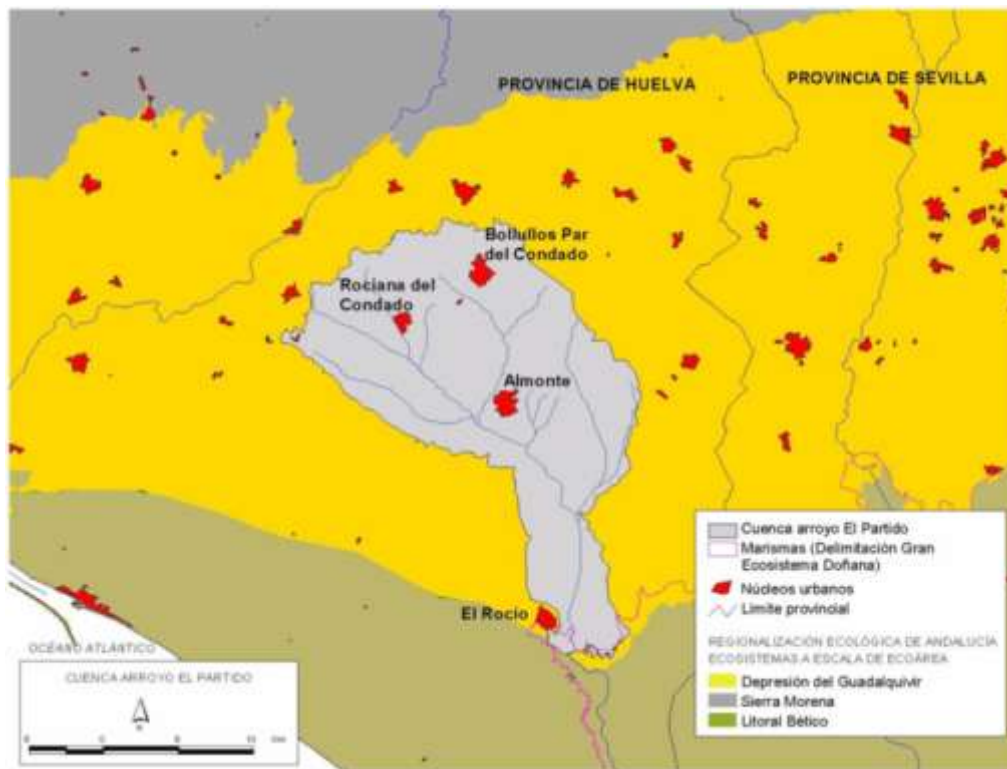 PROVINCIA DE HUELVA
PROVINCIA DE SEVILLA
Bollullos Par
del Condado
Rociana del
Condado
Almonte
El Rocio
OCÉANO ATLÁNTICO
CUENCA ARROYO EL PARTIDO
N
Cuenca arroyo El Partido
Marismas (Delimitación Gran
Ecosistema Doñana)
Núcleos urbanos
Limite provincial
REGIONALIZACIÓN ECOLÓGICA DE ANDALUCÍA
ECOSISTEMAS A ESCALA DE ECOÁREA
Depresión del Guadalquivir
Sierra Morena
Litoral Bético